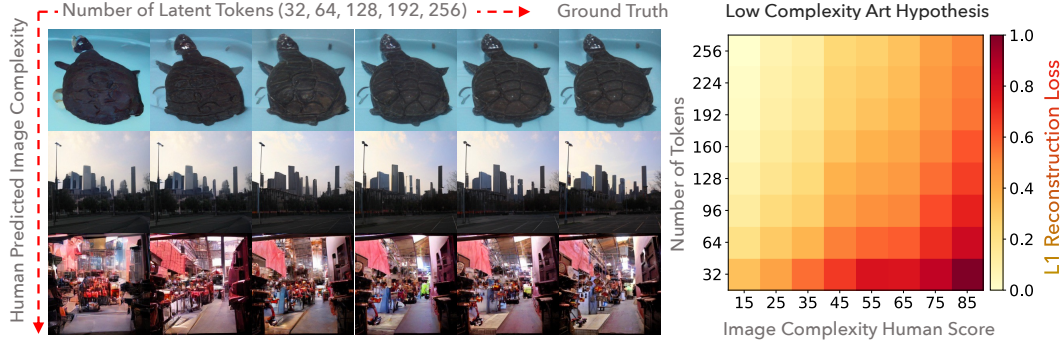 Number of Latent Tokens (32, 64, 128, 192, 256)
Ground Truth
Human Predicted Image Complexity
Low Complexity Art Hypothesis
Number of Tokens
256
224
192
160
128
96
64
32
15 25 35 45 55 65 75 85
Image Complexity Human Score
1.0
0.8
0.6
0.4
0.2
0.0
L1 Reconstruction Loss